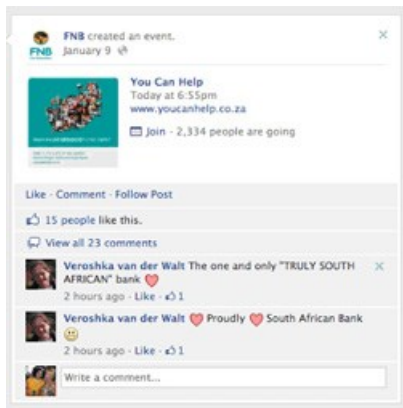 FNB created an event.
January 9
FNB
You Can Help
Today at 6:55pm
www.youcanhelp.co.za
Join · 2,334 people are going
Like · Comment · Follow Post
15 people like this.
View all 23 comments
Veroshka van der Walt The one and only "TRULY SOUTH
AFRICAN" bank
2 hours ago · Like · 1
Veroshka van der Walt Proudly South African Bank
2 hours ago · Like · 1
Write a comment...